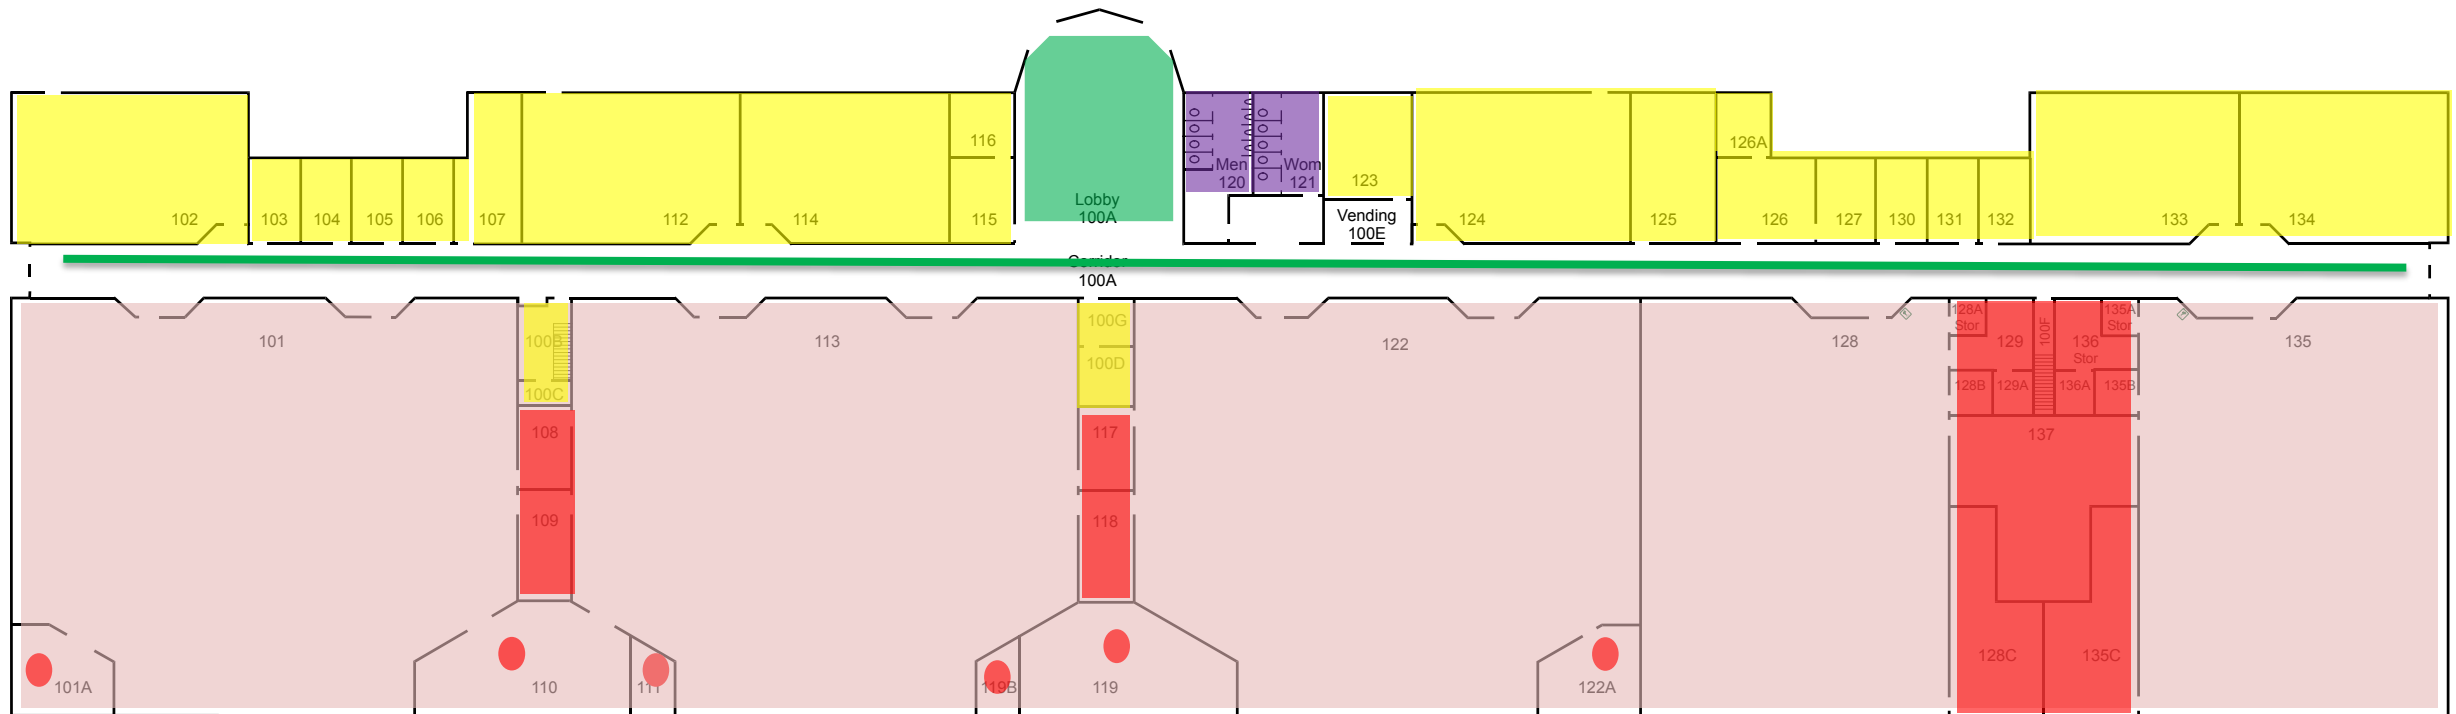 116
126A
Men
120
Wom
121
123
Lobby
100A
Vending
100E
102
103
104
105
106
107
112
114
115
124
125
126
127
130
131
132
133
134
Corridor
100A
101
100B
100C
113
100G
100D
122
128
128A
Stor
129
100F
136
Stor
135A
Stor
135
128B
129A
136A
135B
108
117
137
109
118
128C
135C
101A
110
111
119B
119
122A